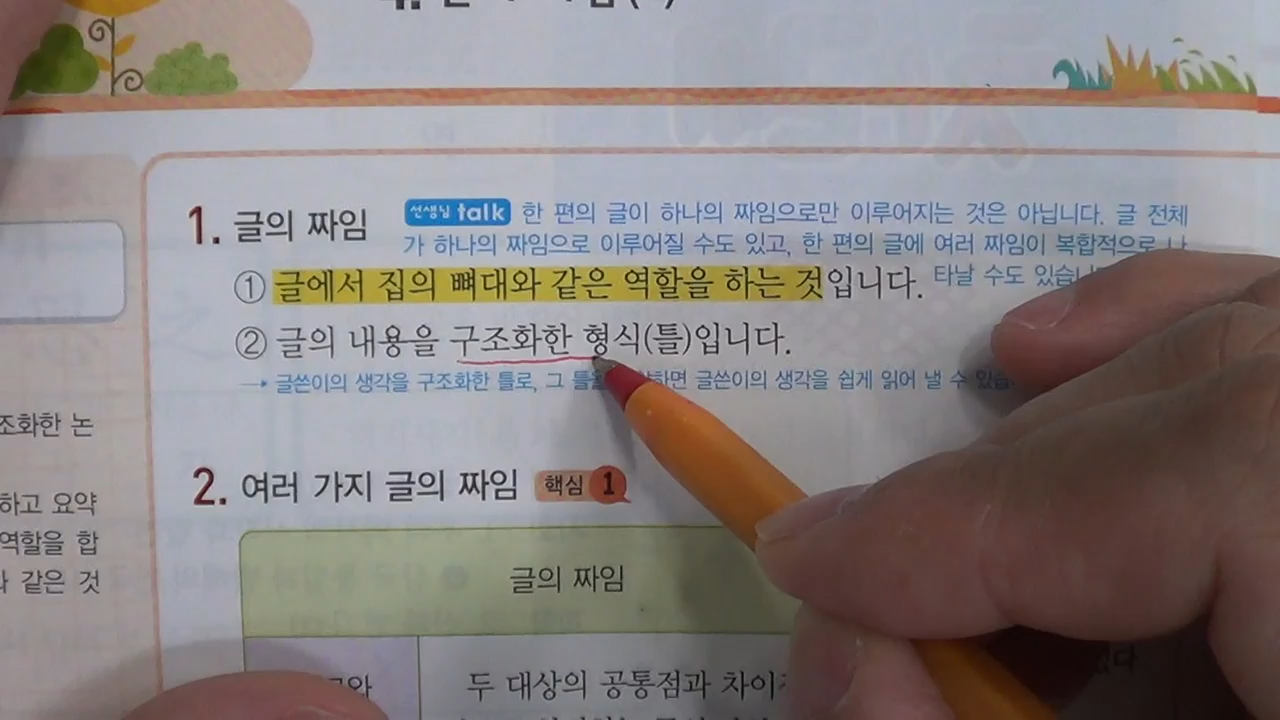 1. 글의 짜임
선생님 talk 한 편의 글이 하나의 짜임으로만 이루어지는 것은 아닙니다. 글 전체
가 하나의 짜임으로 이루어질 수도 있고, 한 편의 글에 여러 짜임이 복합적으로
타날 수도
① 글에서 집의 뼈대와 같은 역할을 하는 것입니다.
② 글의 내용을 구조화한 형식(틀)입니다.
→ 글쓴이의 생각을 구조화한 틀로, 그 글쓴이의 생각을 쉽게 읽어 낼 수
조화한 논
하고 요약
역할을 합
같은 것
2. 여러 가지 글의 짜임 핵심 1
글의 짜임
두 대상의 공통점과